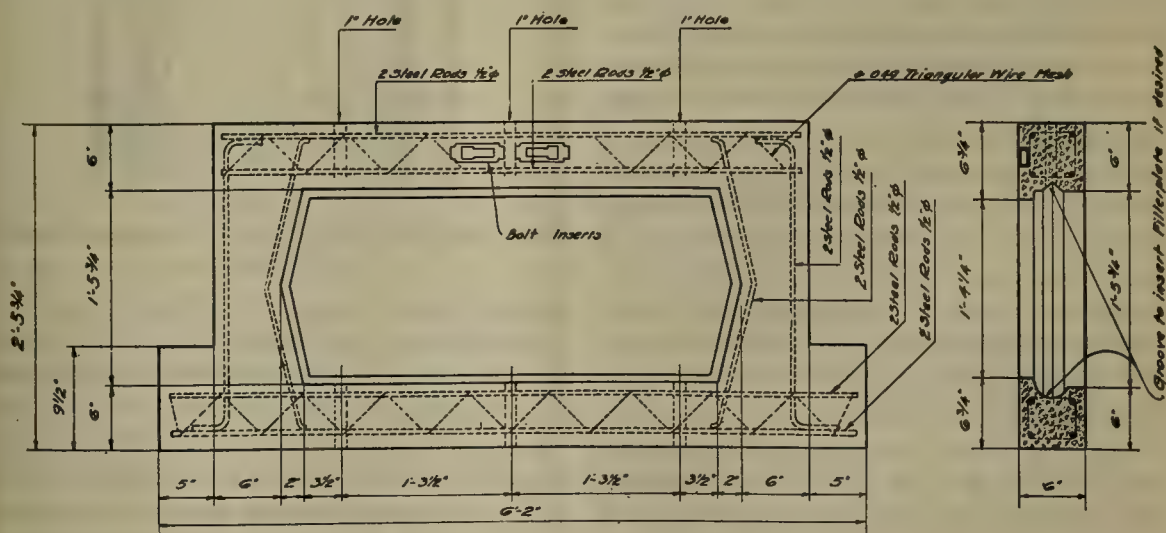 1" Hole
1" Hole
1" Hole
2 Steel Rods ½"φ
2 Steel Rods ½"φ
φ .049 Triangular Wire Mesh
Bolt Inserts
2 Steel Rods ½"φ
2 Steel Rods ½"φ
2 Steel Rods ½"φ
2 Steel Rods ½"φ
Groove to insert Fillerplate if desired
2'-5¾"
6"
1'-5¾"
9½"
6"
5"
6"
2"
3½"
1'-3½"
1'-3½"
3½"
2"
6"
5"
6'-2"
6¾"
1'-4¼"
6¾"
6"
1'-5¾"
6"
6"